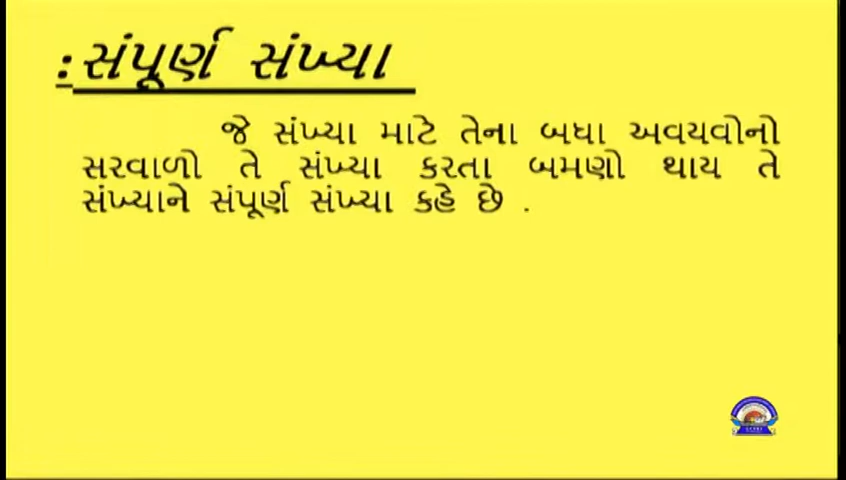 :સંપૂર્ણ સંખ્યા
જે સંખ્યા માટે તેના બધા અવયવોનો
સરવાળો તે સંખ્યા કરતા બમણો થાય તે
સંખ્યાને સંપૂર્ણ સંખ્યા કહે છે .